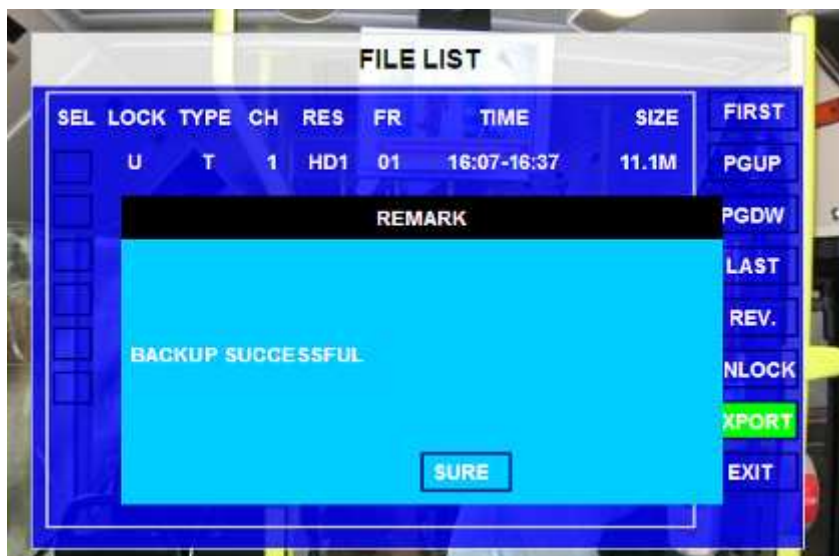 FILE LIST
SEL LOCK TYPE CH RES FR TIME SIZE
U T 1 HD1 01 16:07-16:37 11.1M
FIRST
PGUP
PGDW
LAST
REV.
NLOCK
XPORT
EXIT
REMARK
BACKUP SUCCESSFUL
SURE